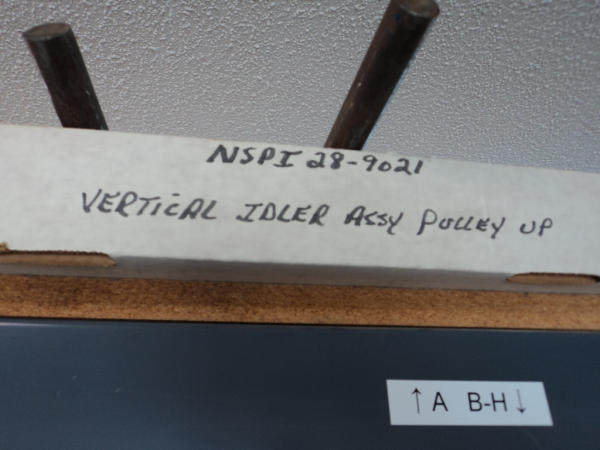 NSPI 28-9021
VERTICAL IDLER ASSY PULLEY UP
↑A B-H↓